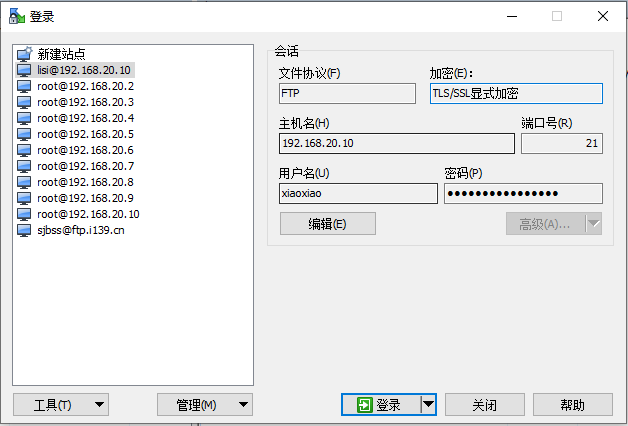 登录
新建站点
lisi@192.168.20.10
root@192.168.20.2
root@192.168.20.3
root@192.168.20.4
root@192.168.20.5
root@192.168.20.6
root@192.168.20.7
root@192.168.20.8
root@192.168.20.9
root@192.168.20.10
sjbss@ftp.i139.cn
会话
文件协议(F)
加密(E)：
FTP
TLS/SSL显式加密
主机名(H)
端口号(R)
192.168.20.10
21
用户名(U)
密码(P)
xiaoxiao
●●●●●●●●●●●●●●●●
编辑(E)
高级(A)...
工具(T)
管理(M)
登录
关闭
帮助